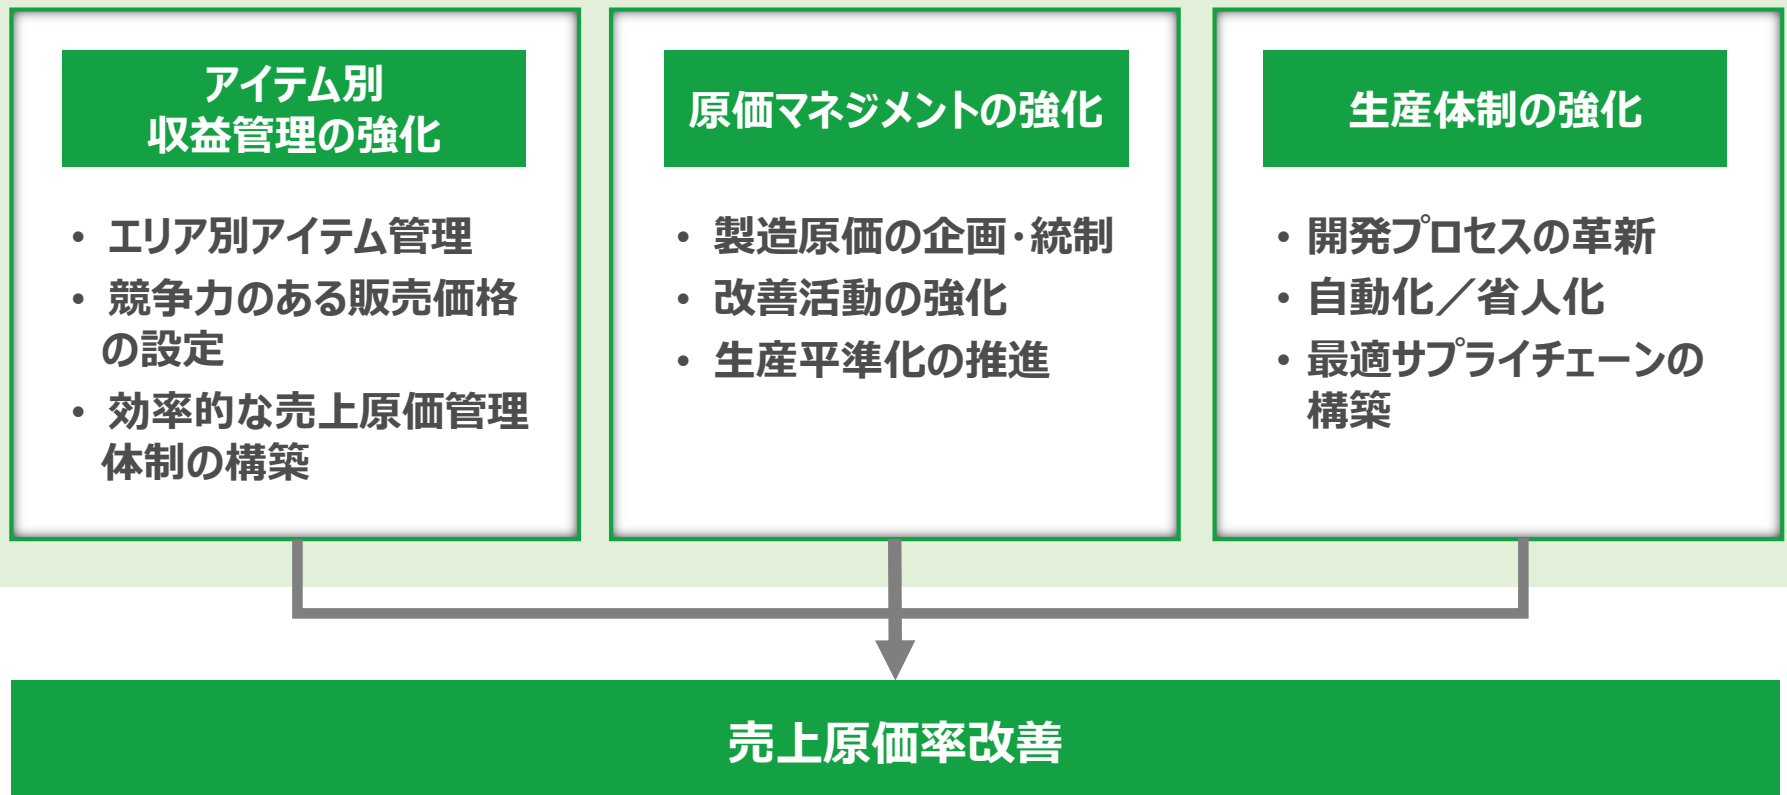 アイテム別
収益管理の強化
・ エリア別アイテム管理
・ 競争力のある販売価格
の設定
・ 効率的な売上原価管理
体制の構築
原価マネジメントの強化
・ 製造原価の企画・統制
・ 改善活動の強化
・ 生産平準化の推進
生産体制の強化
・開発プロセスの革新
・自動化／省人化
・最適サプライチェーンの
構築
売上原価率改善